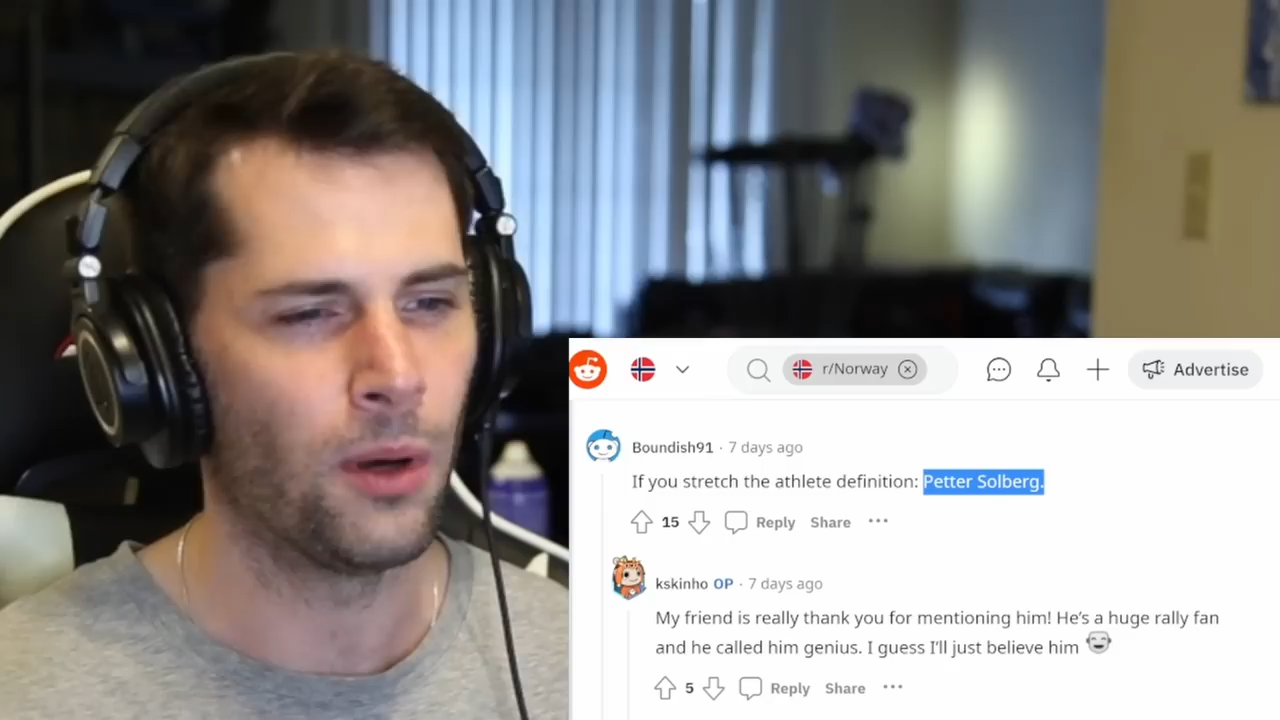 r/Norway
Advertise
Boundish91 · 7 days ago
If you stretch the athlete definition: Petter Solberg.
15 Reply Share
kskinho OP · 7 days ago
My friend is really thank you for mentioning him! He's a huge rally fan
and he called him genius. I guess I'll just believe him
5 Reply Share